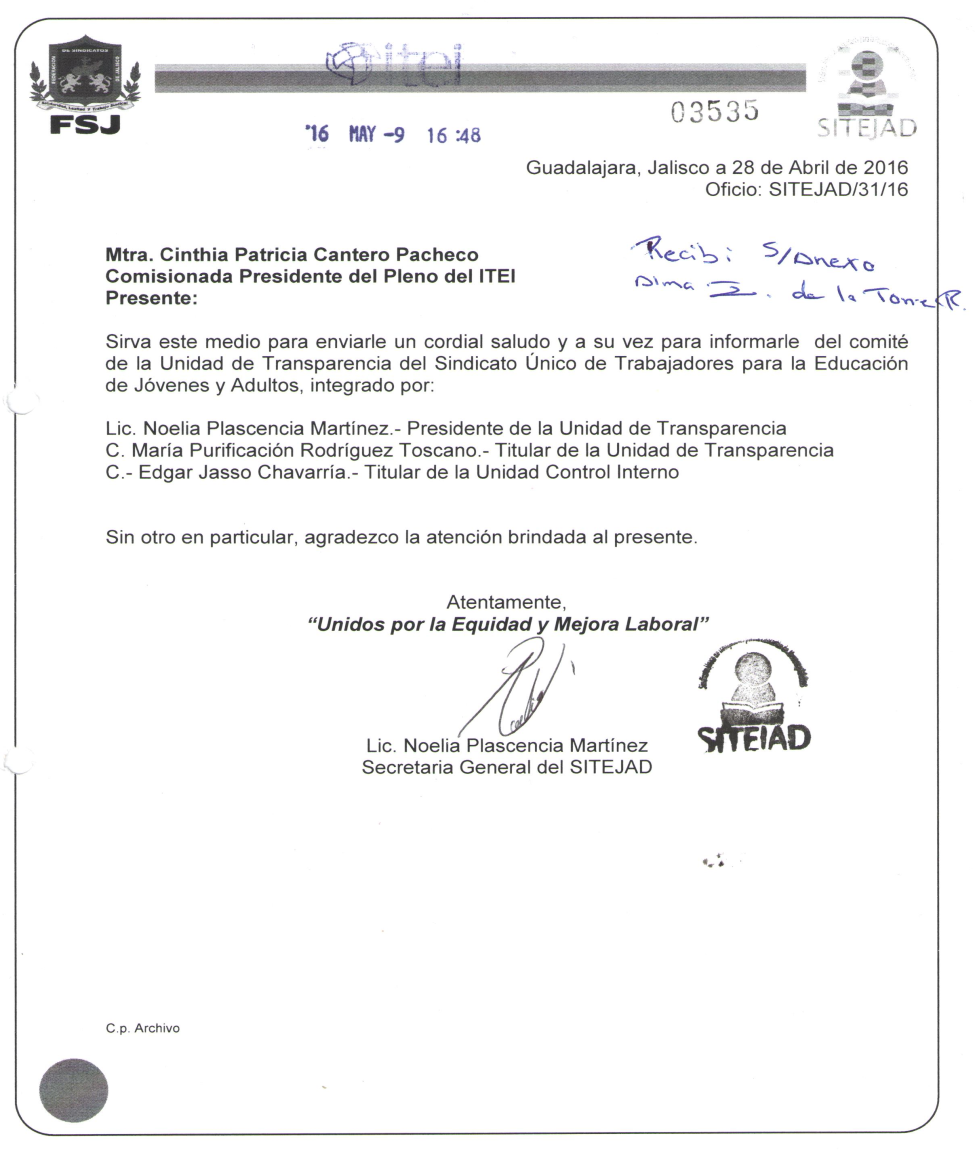 DE SINDICATOS
FEDERACIÓN
DE JALISCO
FSJ
itei
'16 MAY -9 16:48
03535
SITEJAD
Guadalajara, Jalisco a 28 de Abril de 2016
Oficio: SITEJAD/31/16
Mtra. Cinthia Patricia Cantero Pacheco
Comisionada Presidente del Pleno del ITEI
Presente:
Recibi S/Anexo
Alma I. de la Torre R.
Sirva este medio para enviarle un cordial saludo y a su vez para informarle del comité
de la Unidad de Transparencia del Sindicato Único de Trabajadores para la Educación
de Jóvenes y Adultos, integrado por:
Lic. Noelia Plascencia Martínez.- Presidente de la Unidad de Transparencia
C. María Purificación Rodríguez Toscano.- Titular de la Unidad de Transparencia
C.- Edgar Jasso Chavarría.- Titular de la Unidad Control Interno
Sin otro en particular, agradezco la atención brindada al presente.
Atentamente,
“Unidos por la Equidad y Mejora Laboral”
Lic. Noelia Plascencia Martínez
Secretaria General del SITEJAD
SITEJAD
C.p. Archivo